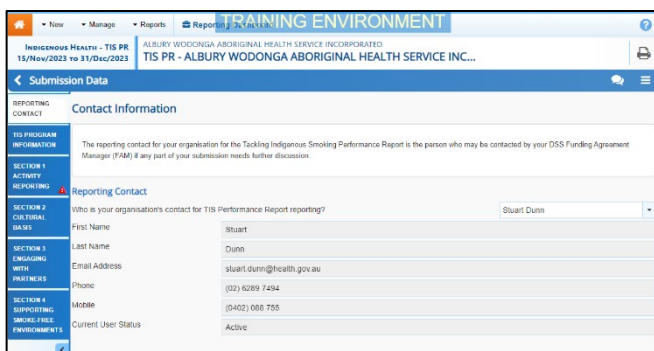 New
Manage
Reports
TRAINING ENVIRONMENT
INDIGENOUS HEALTH - TIS PR
15/NOV/2023 TO 31/DEC/2023
ALBURY WODONGA ABORIGINAL HEALTH SERVICE INCORPORATED
TIS PR - ALBURY WODONGA ABORIGINAL HEALTH SERVICE INC...
Submission Data
REPORTING
CONTACT
TIS PROGRAM
INFORMATION
SECTION 1
ACTIVITY
REPORTING
SECTION 2
CULTURAL
BASIS
SECTION 3
ENGAGING
WITH
PARTNERS
SECTION 4
SUPPORTING
SMOKE-FREE
ENVIRONMENTS
Contact Information
The reporting contact for your organisation for the Tackling Indigenous Smoking Performance Report is the person who may be contacted by your DSS Funding Agreement
Manager (FAM) if any part of your submission needs further discussion.
Reporting Contact
Who is your organisation's contact for TIS Performance Report reporting?
Stuart Dunn
First Name
Stuart
Last Name
Dunn
Email Address
stuart.dunn@health.gov.au
Phone
(02) 6289 7494
Mobile
(0402) 088 755
Current User Status
Active